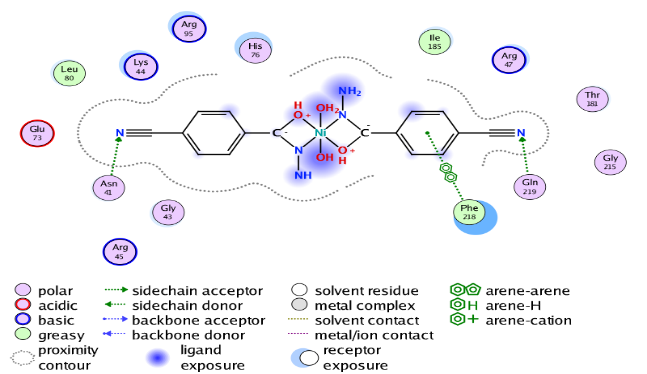 Arg
95
His
76
Ile
185
Arg
47
Lys
44
Leu
80
Thr
181
NH₂
H
O⁺
OH₂
N
Glu
73
N
C⁻
Ni
C⁻
N
N
OH
O⁺
H
NH
Gly
215
Asn
41
Gln
219
Gly
43
Phe
218
Arg
45
polar
sidechain acceptor
solvent residue
arene-arene
acidic
sidechain donor
metal complex
H arene-H
basic
backbone acceptor
solvent contact
+ arene-cation
greasy
backbone donor
metal/ion contact
proximity
contour
ligand
exposure
receptor
exposure